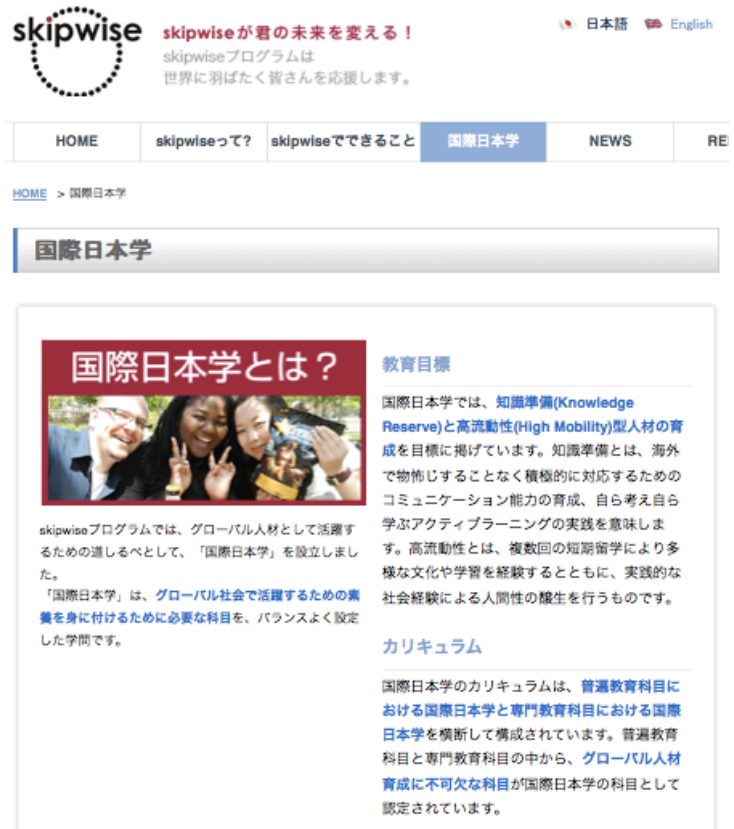 skipwise
skipwiseが君の未来を変える！
skipwiseプログラムは
世界に羽ばたく皆さんを応援します。
日本語 English
HOME skipwiseって? skipwiseでできること 国際日本学 NEWS RE
HOME > 国際日本学
国際日本学
国際日本学とは？
skipwiseプログラムでは、グローバル人材として活躍す
るための道しるべとして、「国際日本学」を設立しまし
た。
「国際日本学」は、グローバル社会で活躍するための素
養を身に付けるために必要な科目を、バランスよく設定
した学問です。
教育目標
国際日本学では、知識準備(Knowledge
Reserve)と高流動性(High Mobility)型人材の育
成を目標に掲げています。知識準備とは、海外
で物怖じすることなく積極的に対応するための
コミュニケーション能力の育成、自ら考え自ら
学ぶアクティブラーニングの実践を意味しま
す。高流動性とは、複数回の短期留学により多
様な文化や学習を経験するとともに、実践的な
社会経験による人間性の醸生を行うものです。
カリキュラム
国際日本学のカリキュラムは、普遍教育科目に
おける国際日本学と専門教育科目における国際
日本学を横断して構成されています。普遍教育
科目と専門教育科目の中から、グローバル人材
育成に不可欠な科目が国際日本学の科目として
認定されています。